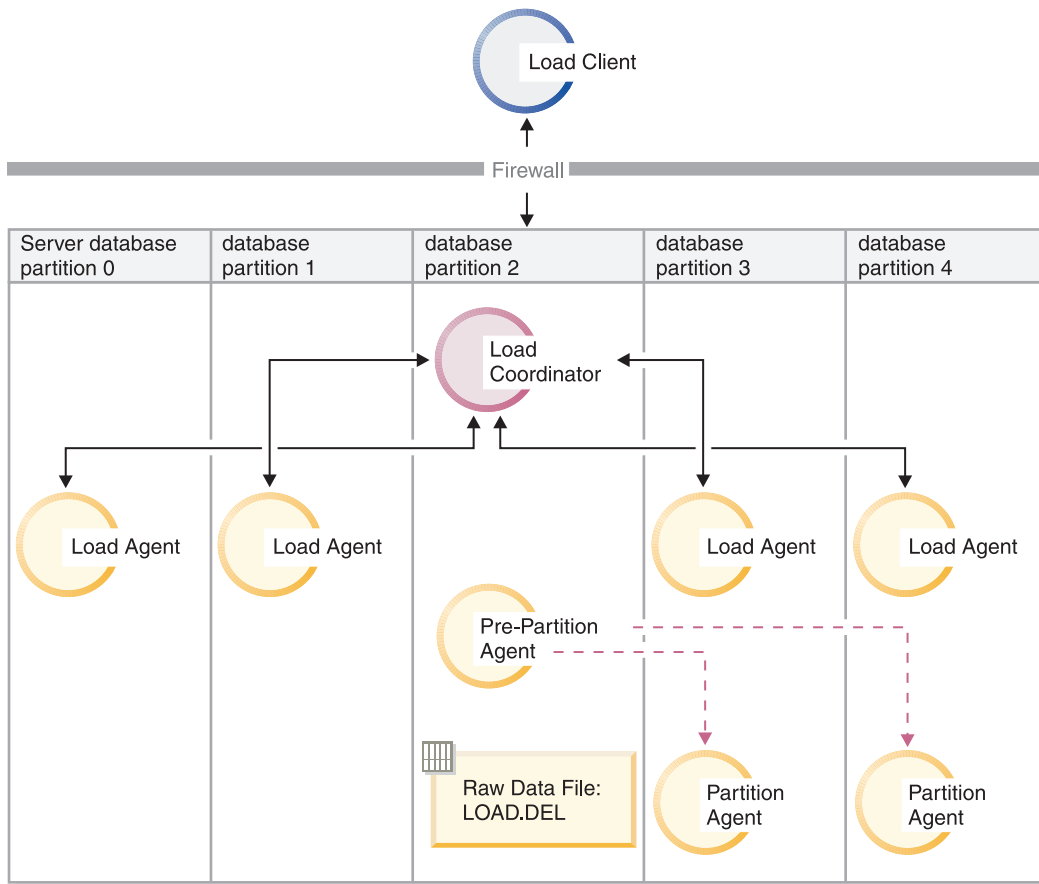 Load Client
Firewall
Server database
partition 0
database
partition 1
database
partition 2
database
partition 3
database
partition 4
Load
Coordinator
Load Agent
Load Agent
Load Agent
Load Agent
Pre-Partition
Agent
Raw Data File:
LOAD.DEL
Partition
Agent
Partition
Agent